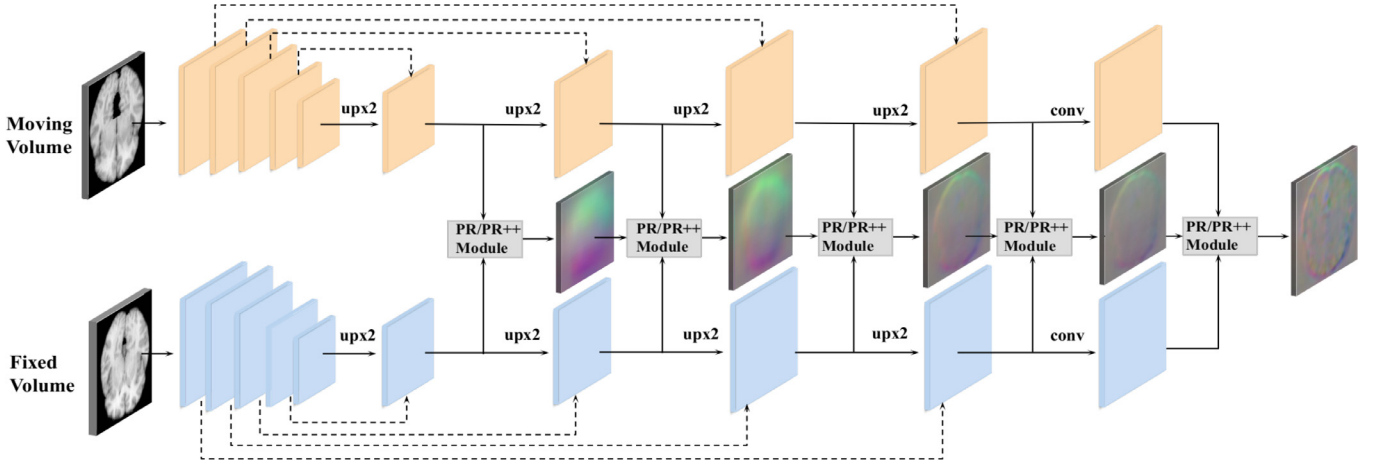 Moving
Volume
upx2
upx2
upx2
upx2
conv
PR/PR++
Module
PR/PR++
Module
PR/PR++
Module
PR/PR++
Module
PR/PR++
Module
Fixed
Volume
upx2
upx2
upx2
upx2
conv